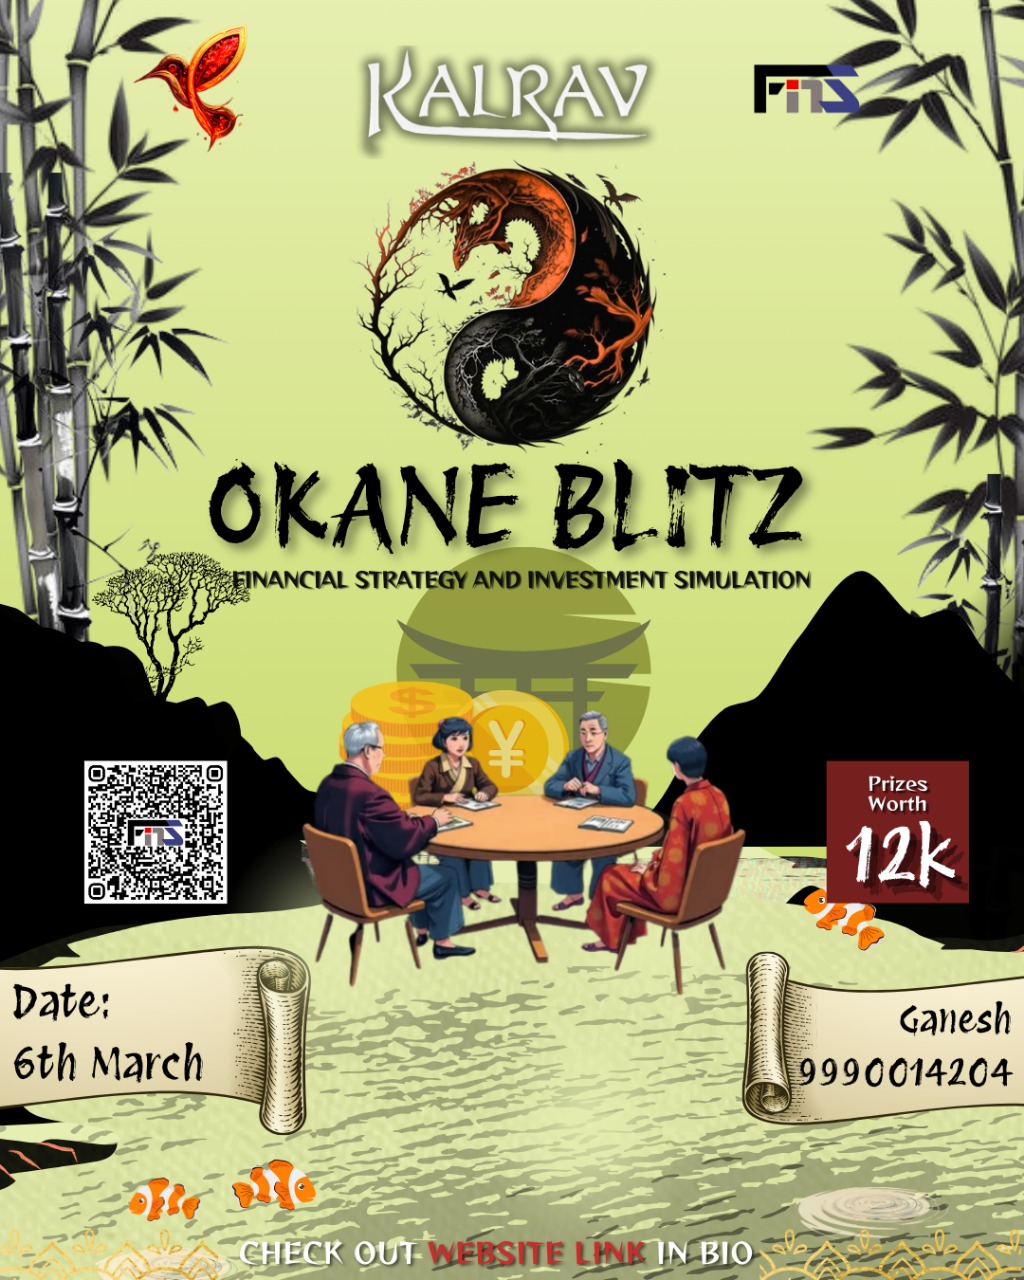 KALRAV
FinS
OKANE BLITZ
FINANCIAL STRATEGY AND INVESTMENT SIMULATION
$
¥
FinS
Prizes
Worth
12k
Date:
6th March
Ganesh
9990014204
CHECK OUT WEBSITE LINK IN BIO